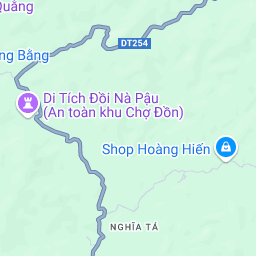 Quảng
DT254
ng Bằng
Di Tích Đồi Nà Pậu
(An toàn khu Chợ Đồn)
Shop Hoàng Hiến
NGHĨA TÁ